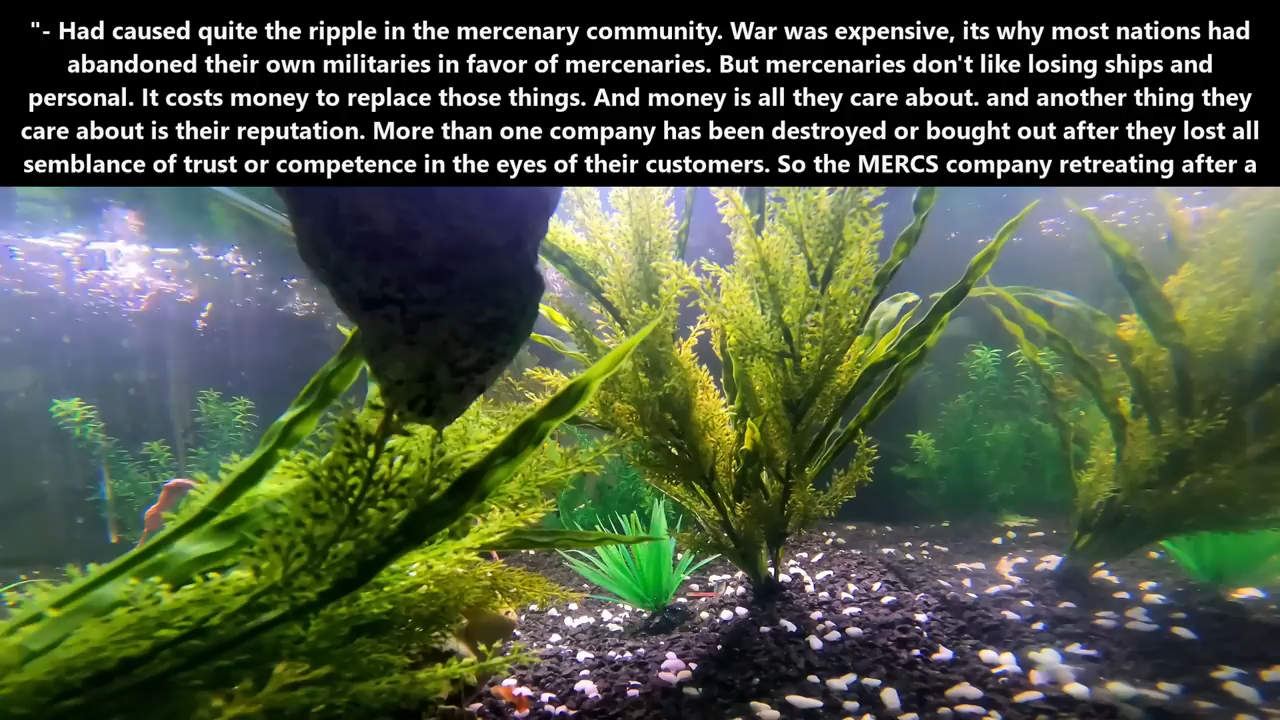 "- Had caused quite the ripple in the mercenary community. War was expensive, its why most nations had
abandoned their own militaries in favor of mercenaries. But mercenaries don't like losing ships and
personal. It costs money to replace those things. And money is all they care about. and another thing they
care about is their reputation. More than one company has been destroyed or bought out after they lost all
semblance of trust or competence in the eyes of their customers. So the MERCS company retreating after a